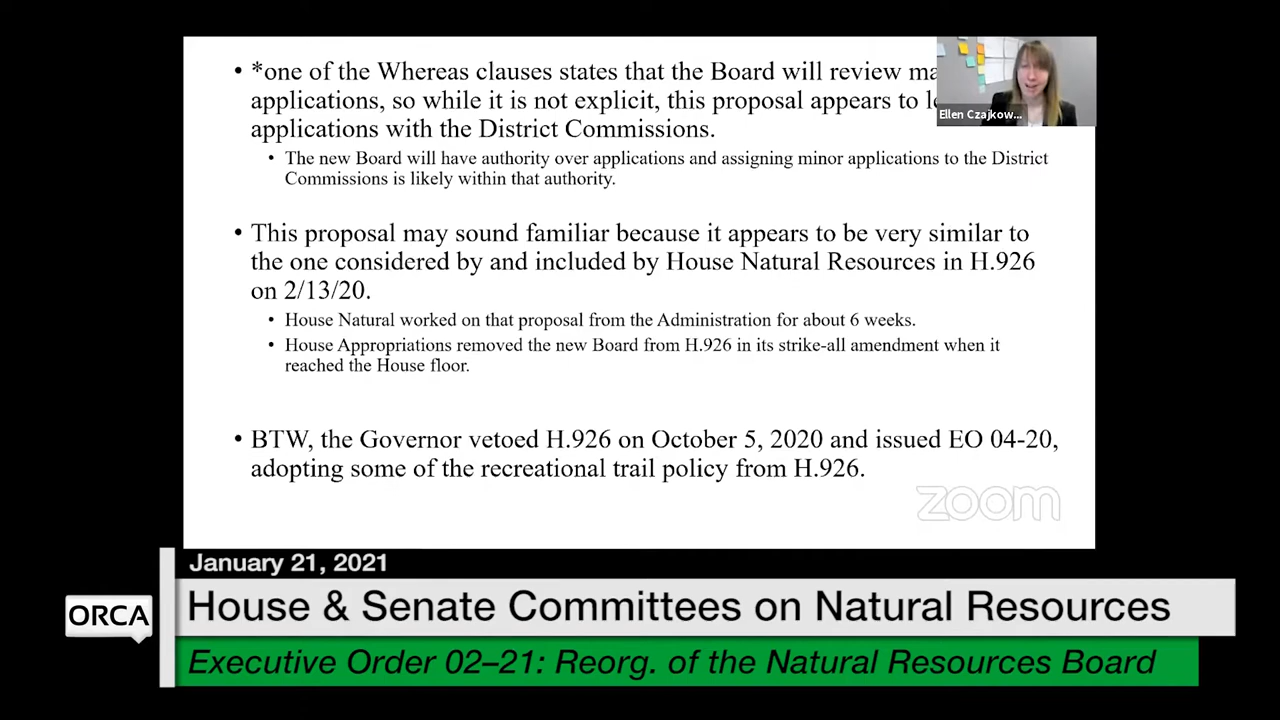 • *one of the Whereas clauses states that the Board will review
applications, so while it is not explicit, this proposal appears to
applications with the District Commissions.
• The new Board will have authority over applications and assigning minor applications to the District
Commissions is likely within that authority.
• This proposal may sound familiar because it appears to be very similar to
the one considered by and included by House Natural Resources in H.926
on 2/13/20.
• House Natural worked on that proposal from the Administration for about 6 weeks.
• House Appropriations removed the new Board from H.926 in its strike-all amendment when it
reached the House floor.
• BTW, the Governor vetoed H.926 on October 5, 2020 and issued EO 04-20,
adopting some of the recreational trail policy from H.926.
Ellen Czajkow...
zoom
January 21, 2021
ORCA
House & Senate Committees on Natural Resources
Executive Order 02–21: Reorg. of the Natural Resources Board